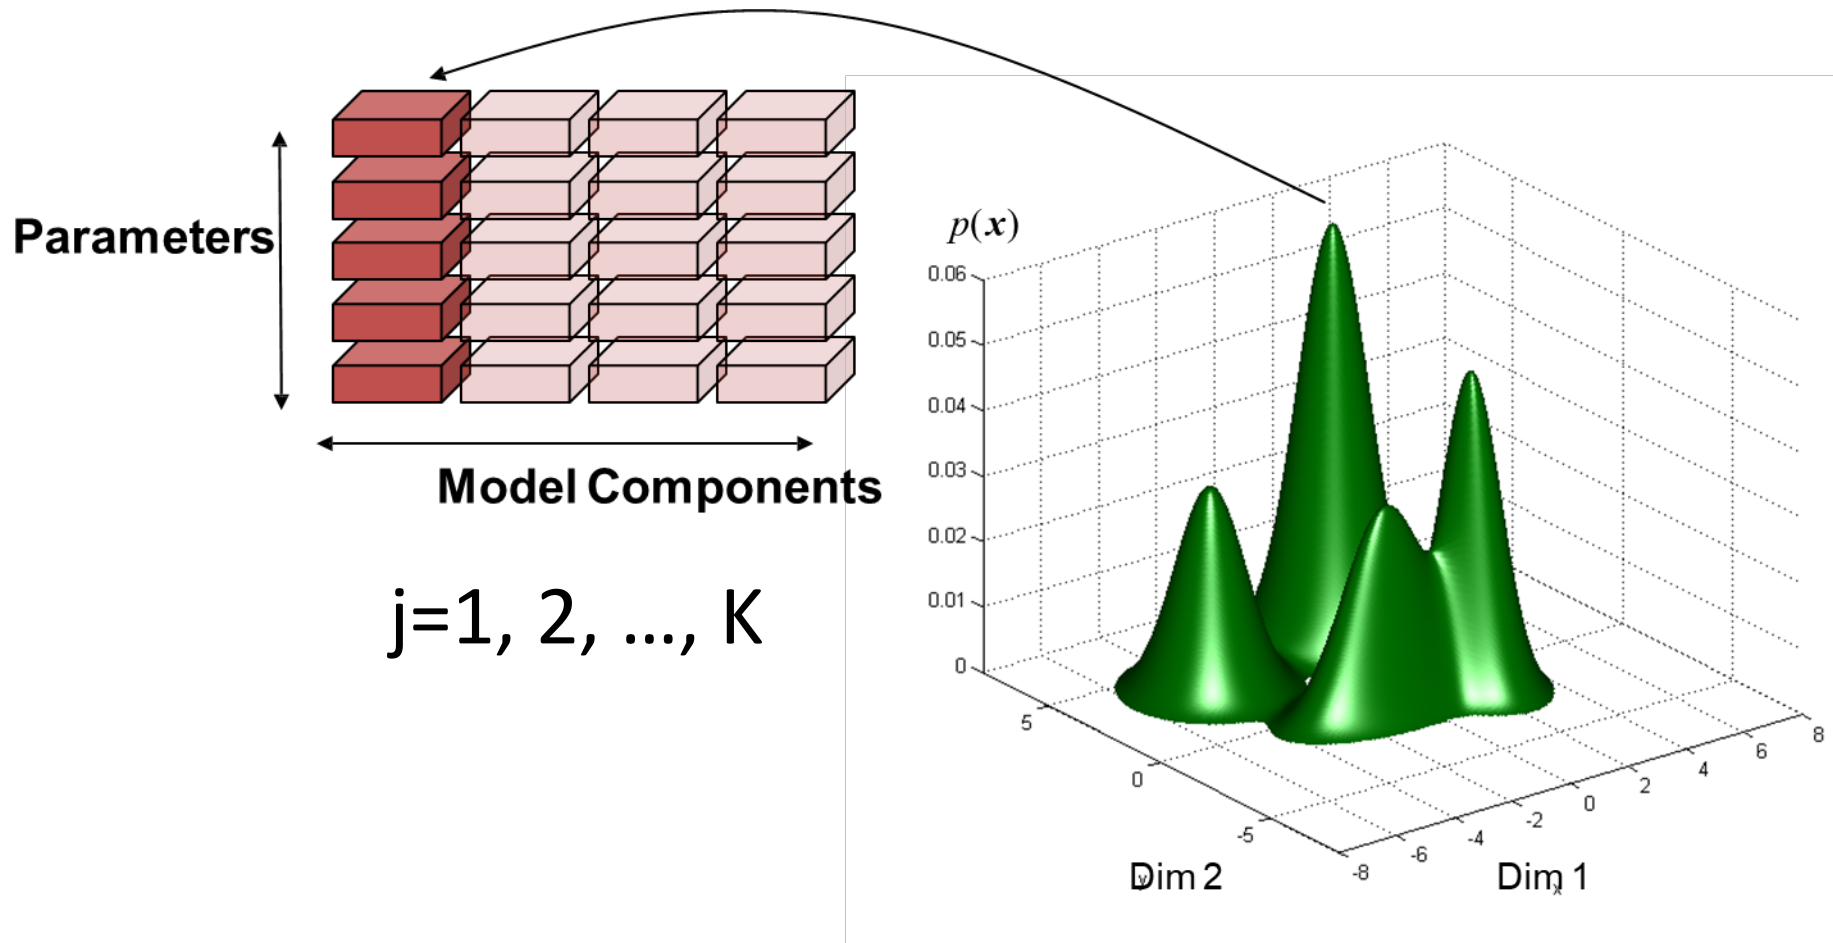 Parameters
Model Components
j=1, 2, ..., K
p(x)
0.06
0.05
0.04
0.03
0.02
0.01
0
5
0
-5
-8
-6
-4
-2
0
2
4
6
8
Dim 2
y
Dim 1
x